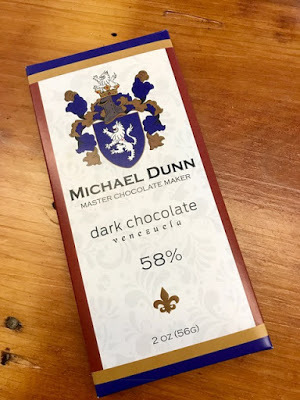 MICHAEL DUNN
MASTER CHOCOLATE MAKER
dark chocolate
venezuela
58%
2 oz (56G)